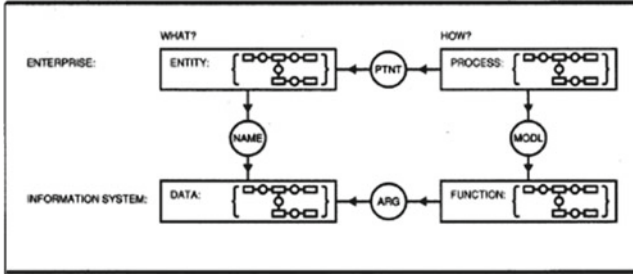 WHAT? HOW?
ENTERPRISE: ENTITY: PTNT PROCESS:
NAME MODL
INFORMATION SYSTEM: DATA: ARG FUNCTION: